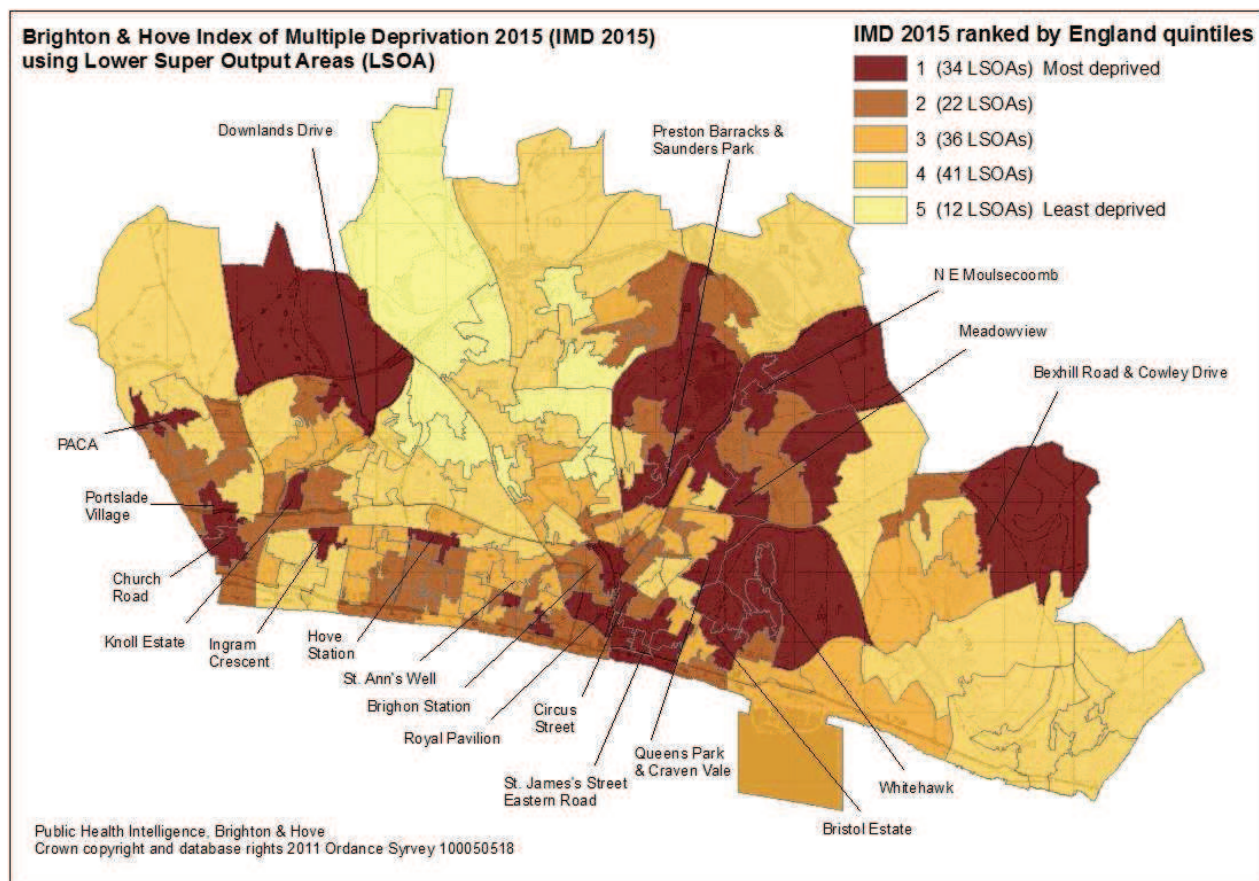 Brighton & Hove Index of Multiple Deprivation 2015 (IMD 2015)
using Lower Super Output Areas (LSOA)
IMD 2015 ranked by England quintiles
1 (34 LSOAs) Most deprived
2 (22 LSOAs)
3 (36 LSOAs)
4 (41 LSOAs)
5 (12 LSOAs) Least deprived
Downlands Drive
Preston Barracks &
Saunders Park
N E Moulsecoomb
Meadowview
Bexhill Road & Cowley Drive
PACA
Portslade
Village
Church
Road
Knoll Estate
Ingram
Crescent
Hove
Station
St. Ann's Well
Brighon Station
Royal Pavilion
Circus
Street
St. James's Street
Eastern Road
Queens Park
& Craven Vale
Whitehawk
Bristol Estate
Public Health Intelligence, Brighton & Hove
Crown copyright and database rights 2011 Ordance Syrvey 100050518